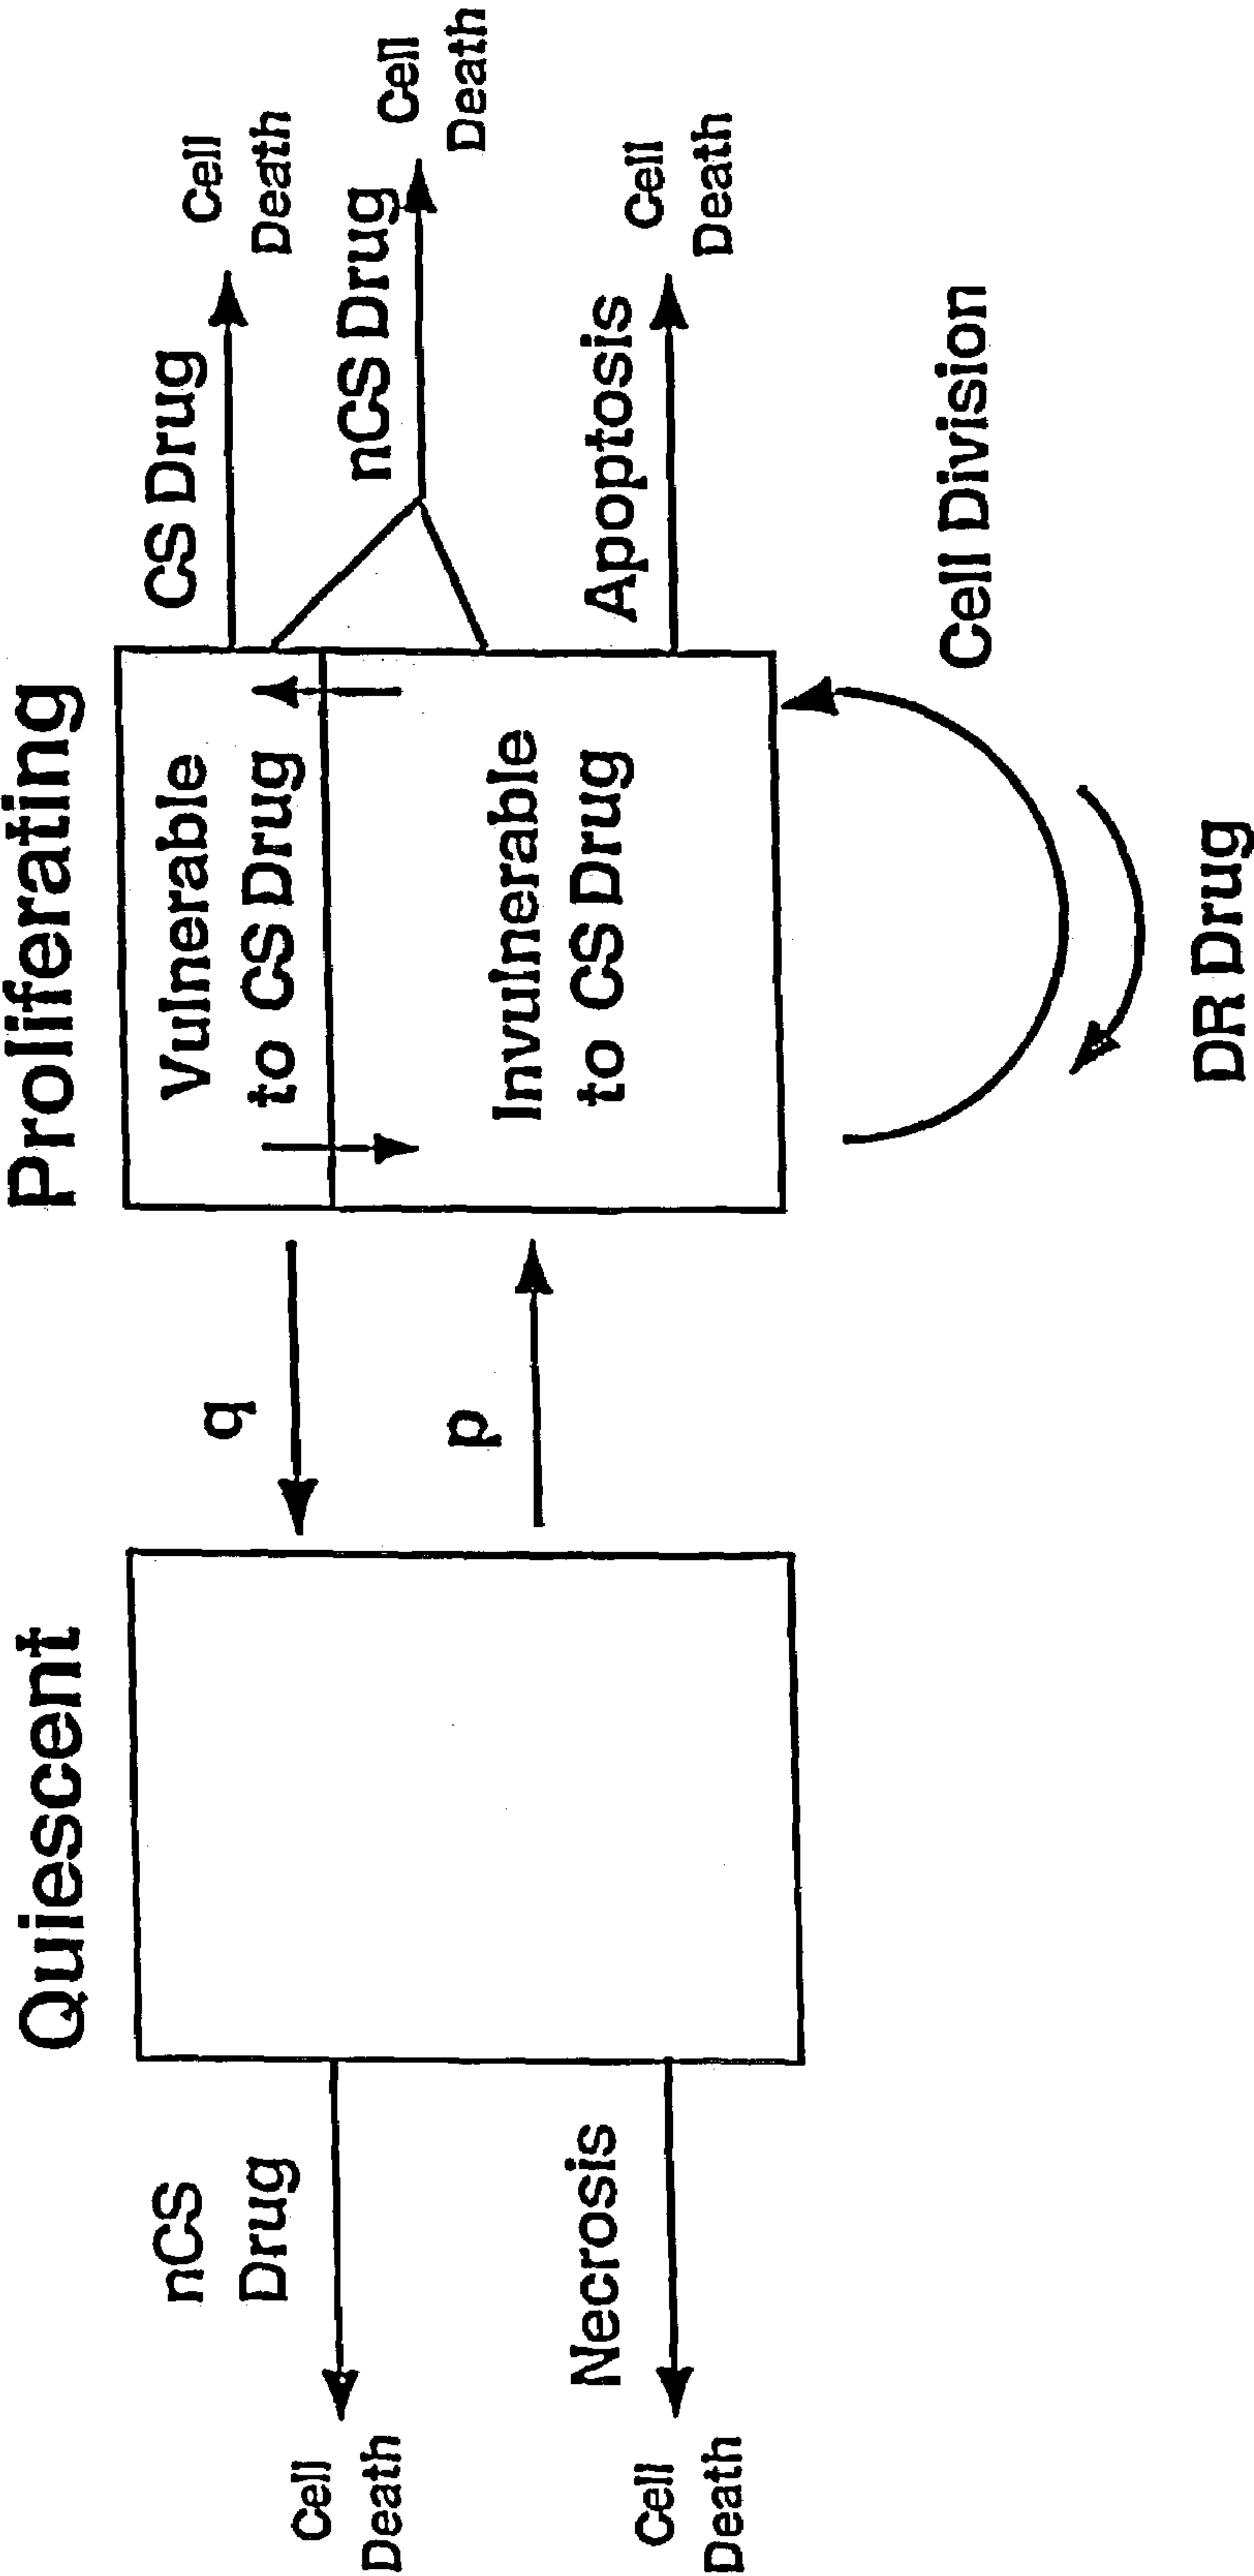 Quiescent
Proliferating
nCS
Drug
Cell
Death
Necrosis
Cell
Death
q
p
Vulnerable
to CS Drug
Invulnerable
to CS Drug
CS Drug
Cell
Death
nCS Drug
Cell
Death
Apoptosis
Cell
Death
Cell Division
DR Drug